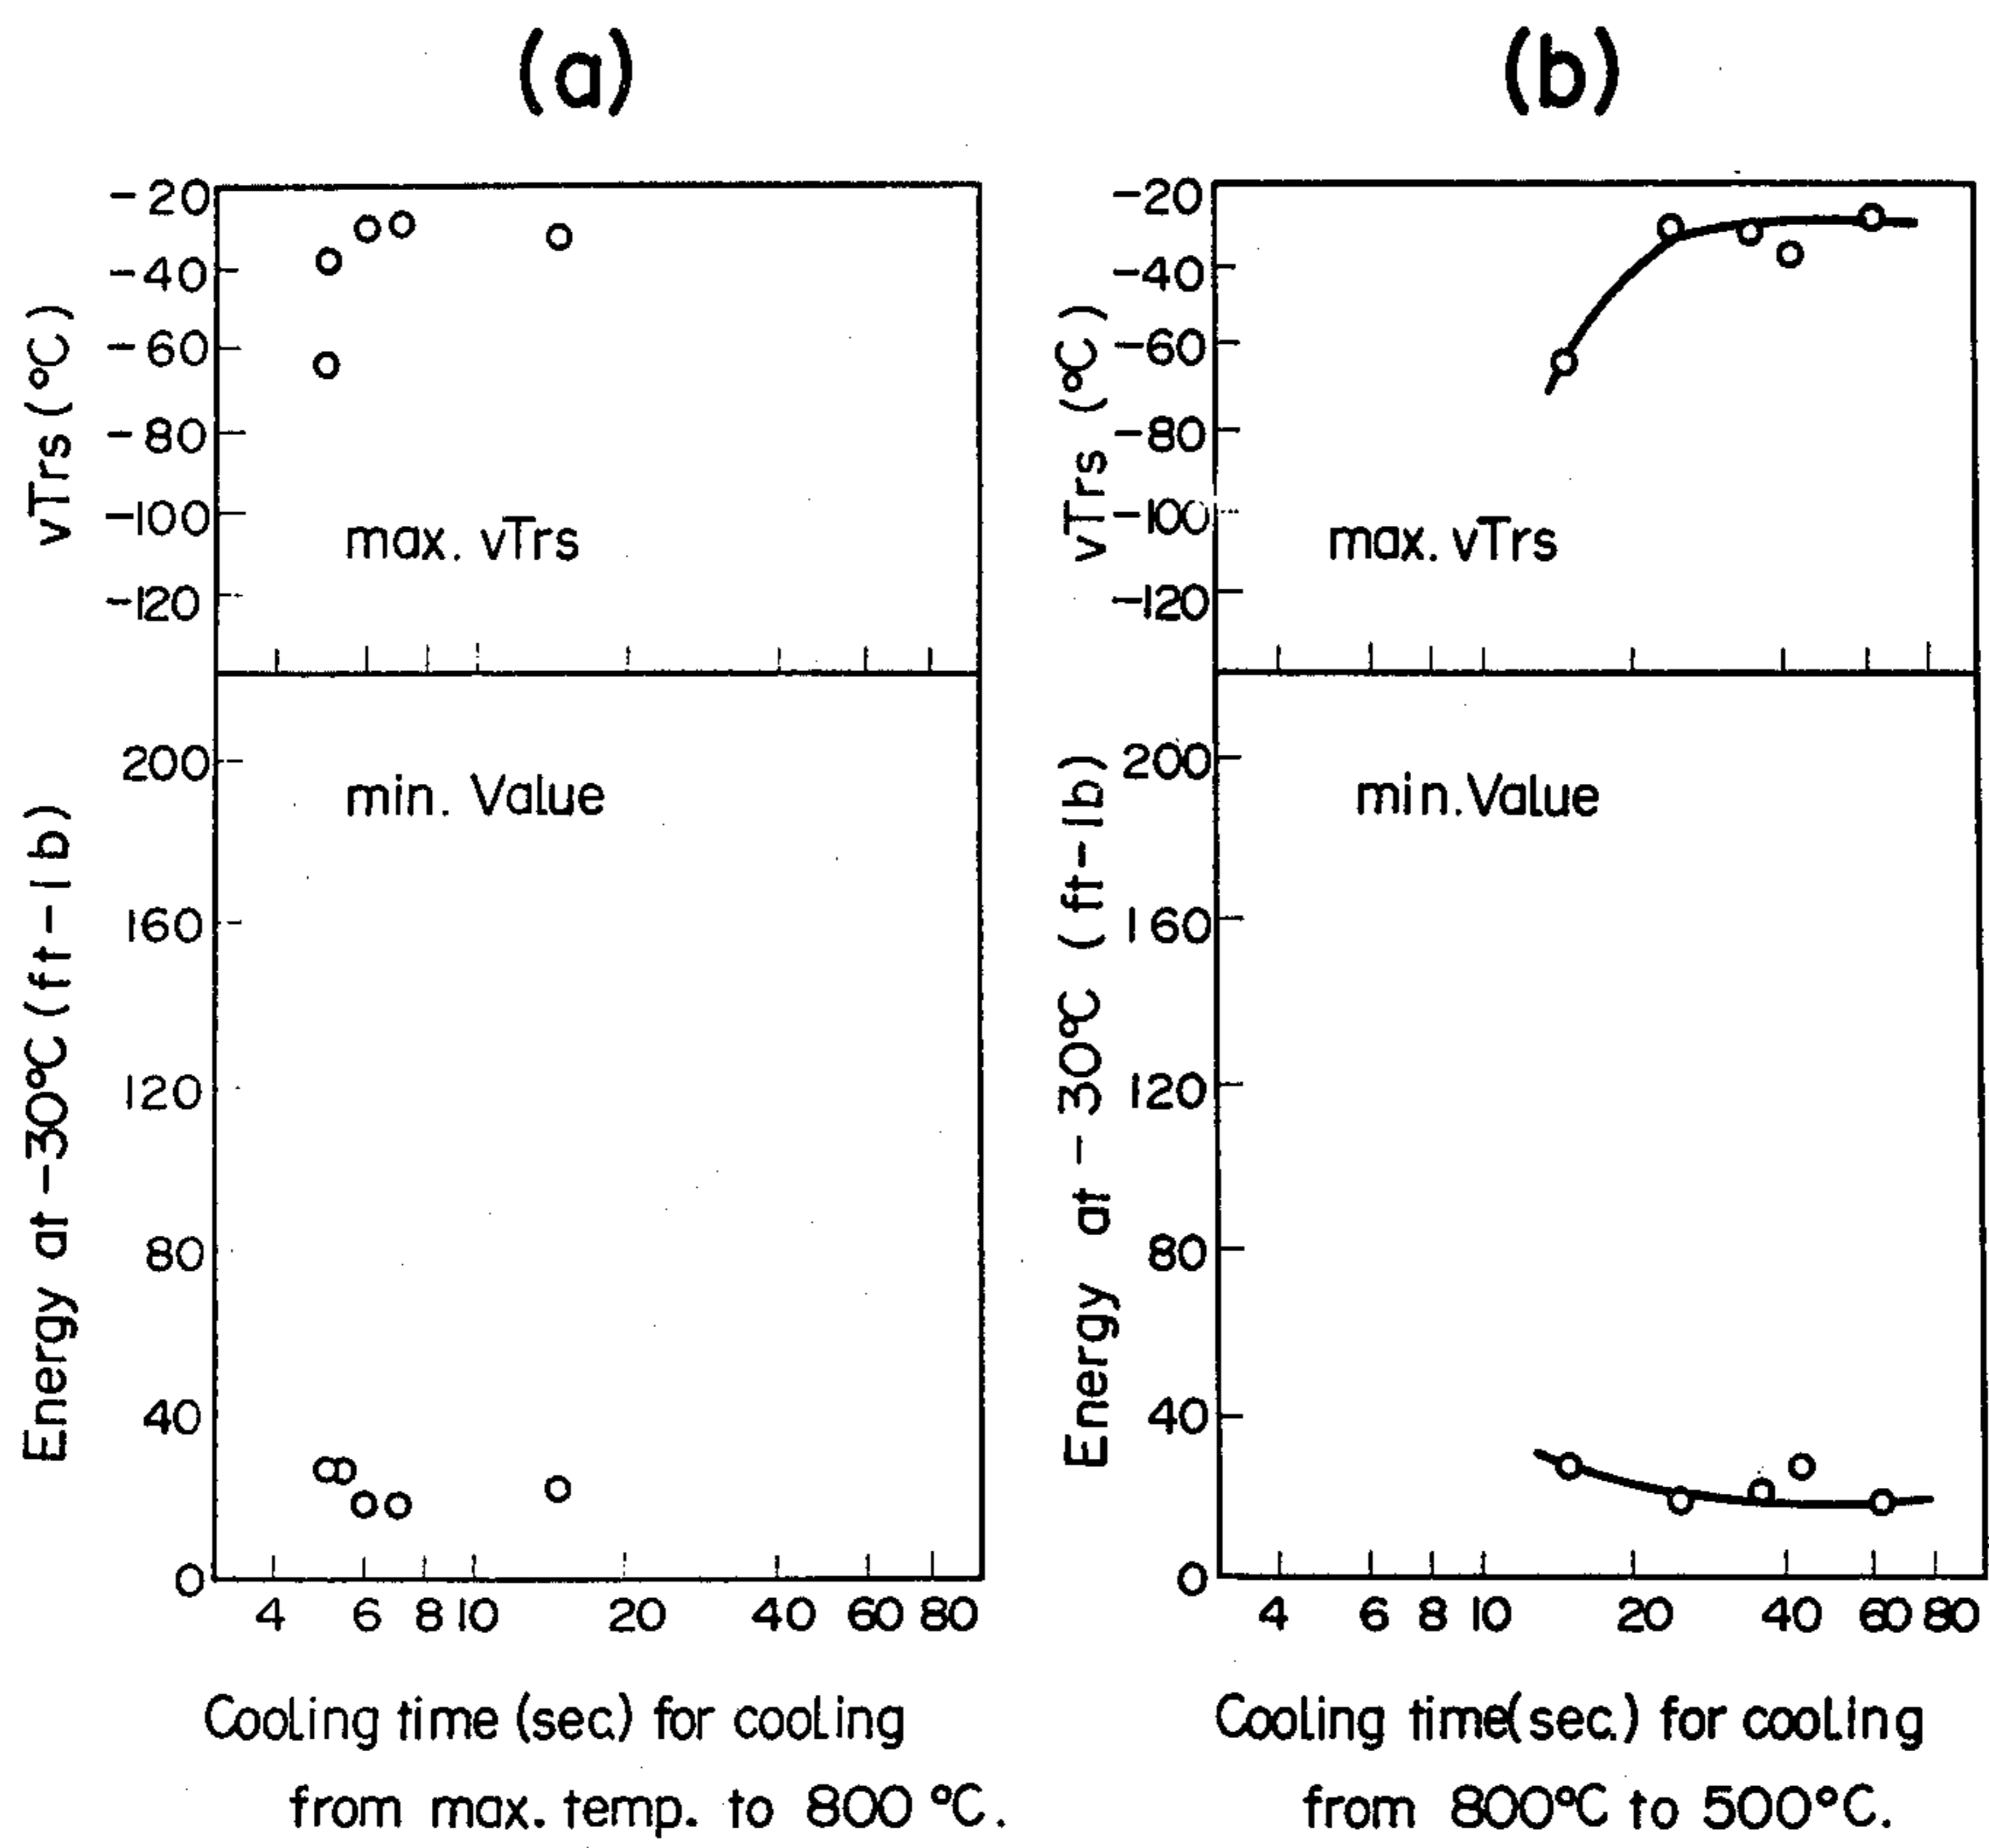 (a)
-20
-40
-60
-80
-100
-120
vTrs (°C)
max. vTrs
200
160
120
80
40
0
Energy at -30°C (ft-lb)
min. Value
4 6 8 10 20 40 60 80
Cooling time (sec.) for cooling
from max. temp. to 800 °C.
(b)
-20
-40
-60
-80
-100
-120
vTrs (°C)
max. vTrs
200
160
120
80
40
0
Energy at -30°C (ft-lb)
min. Value
4 6 8 10 20 40 60 80
Cooling time (sec.) for cooling
from 800°C to 500°C.